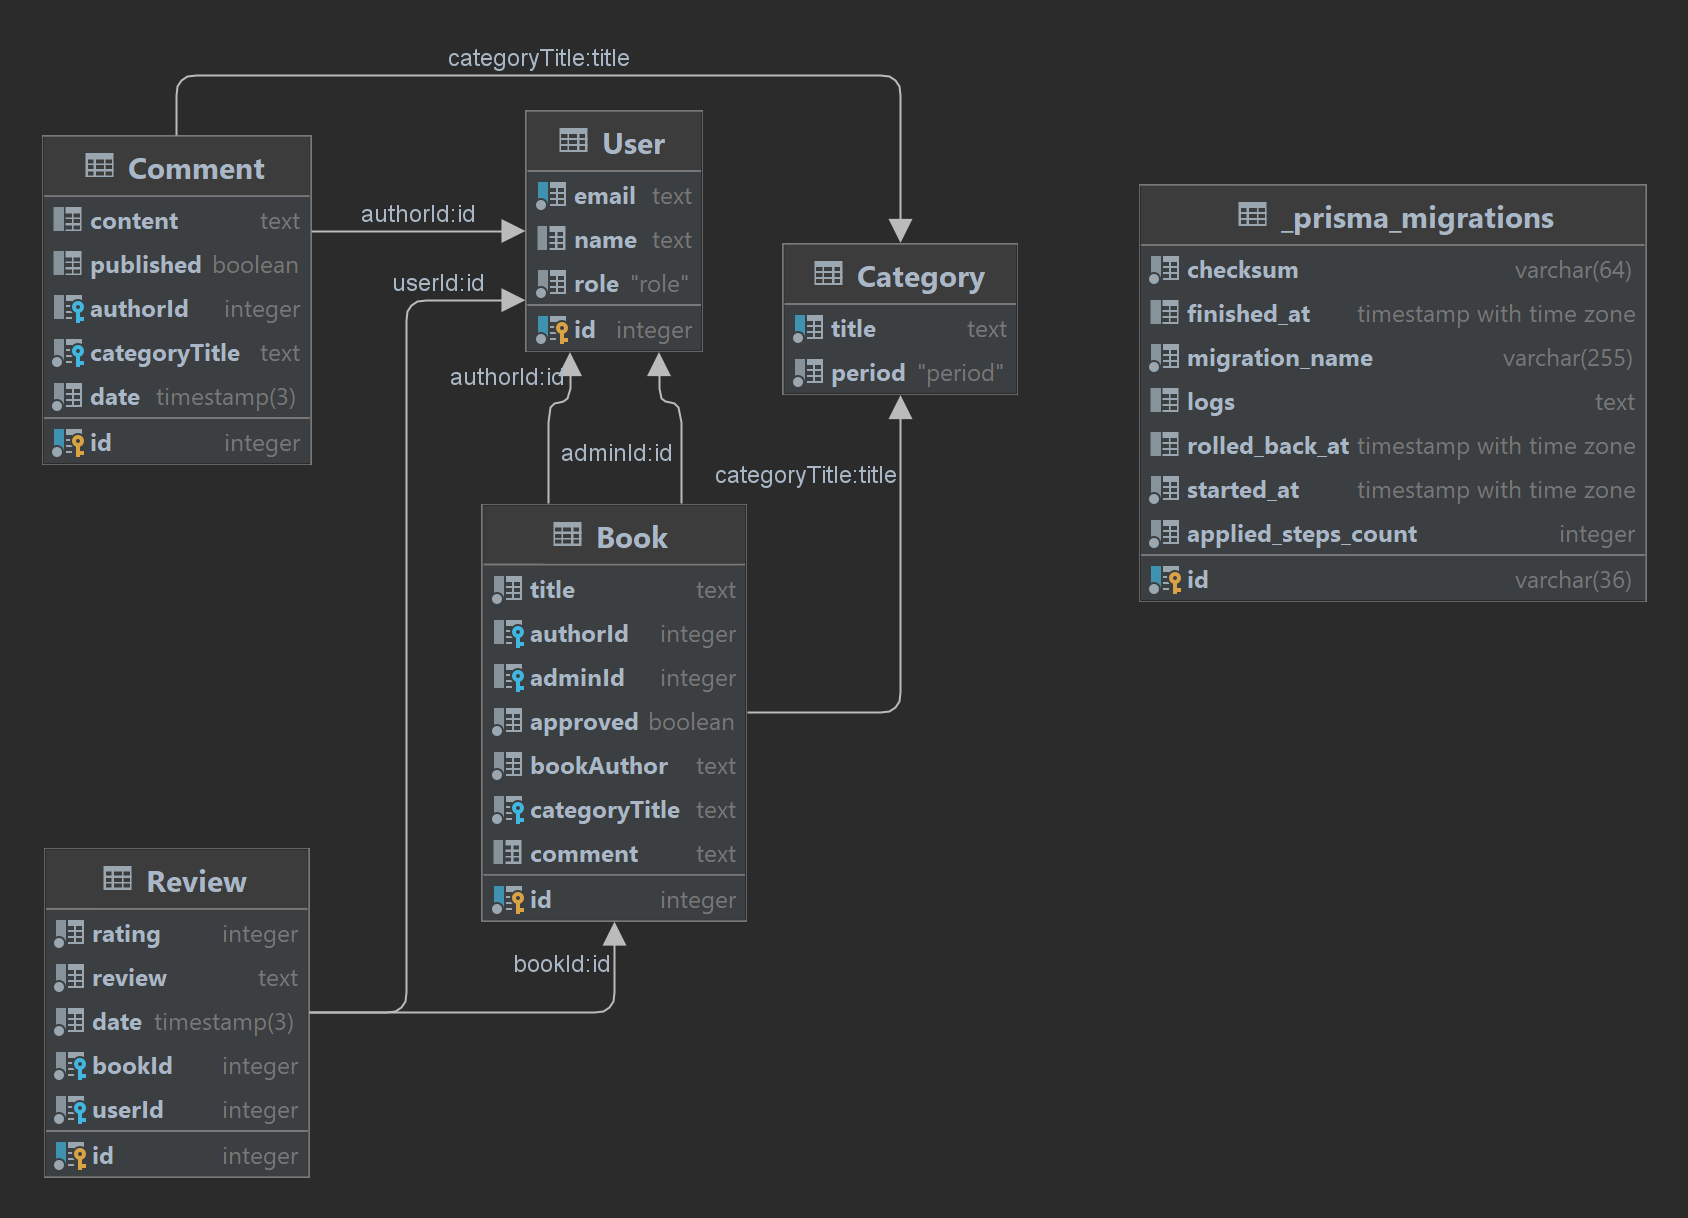 categoryTitle:title
Comment
content text
published boolean
authorId integer
categoryTitle text
date timestamp(3)
id integer
authorId:id
userId:id
User
email text
name text
role "role"
id integer
authorId:id
adminId:id
Category
title text
period "period"
categoryTitle:title
_prisma_migrations
checksum varchar(64)
finished_at timestamp with time zone
migration_name varchar(255)
logs text
rolled_back_at timestamp with time zone
started_at timestamp with time zone
applied_steps_count integer
id varchar(36)
Book
title text
authorId integer
adminId integer
approved boolean
bookAuthor text
categoryTitle text
comment text
id integer
bookId:id
Review
rating integer
review text
date timestamp(3)
bookId integer
userId integer
id integer